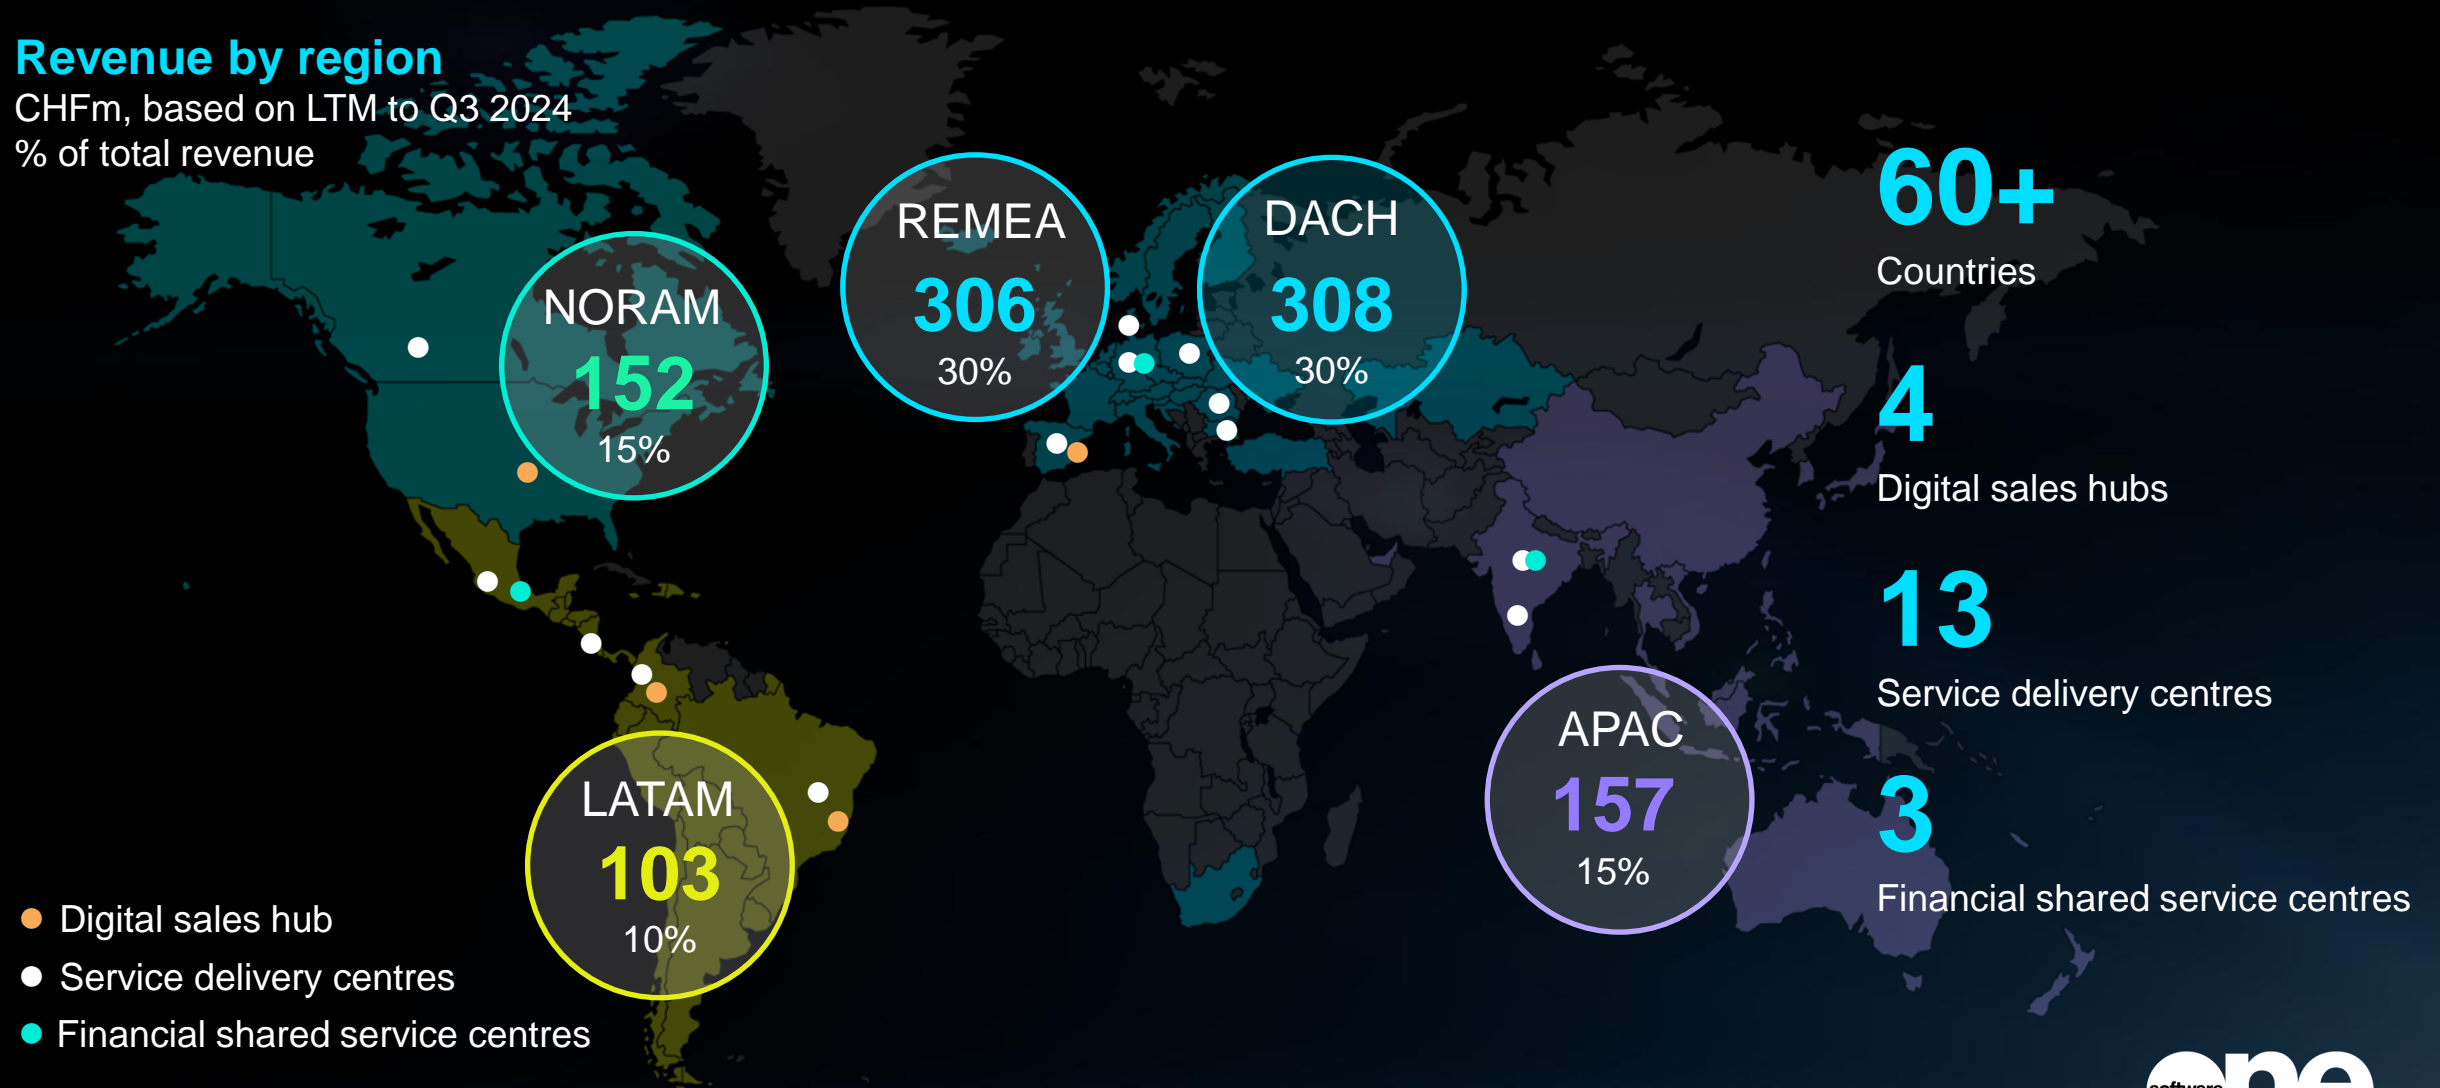 Revenue by region
CHFm, based on LTM to Q3 2024
% of total revenue
NORAM
152
15%
REMEA
306
30%
DACH
308
30%
LATAM
103
10%
APAC
157
15%
60+
Countries
4
Digital sales hubs
13
Service delivery centres
3
Financial shared service centres
Digital sales hub
Service delivery centres
Financial shared service centres
software
one